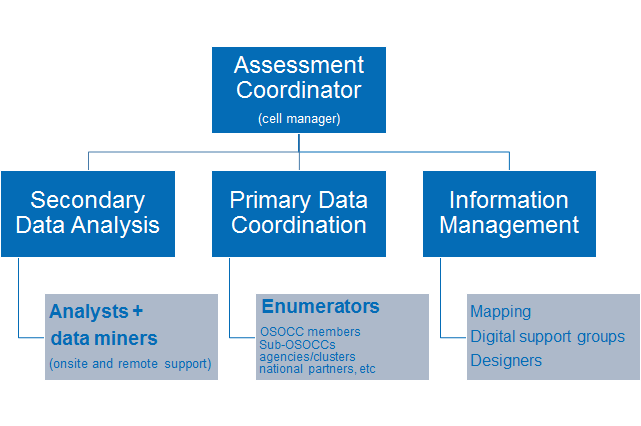 Assessment
Coordinator
(cell manager)
Secondary
Data Analysis
Primary Data
Coordination
Information
Management
Analysts +
data miners
(onsite and remote support)
Enumerators
OSOCC members
Sub-OSOCCs
agencies/clusters
national partners, etc
Mapping
Digital support groups
Designers